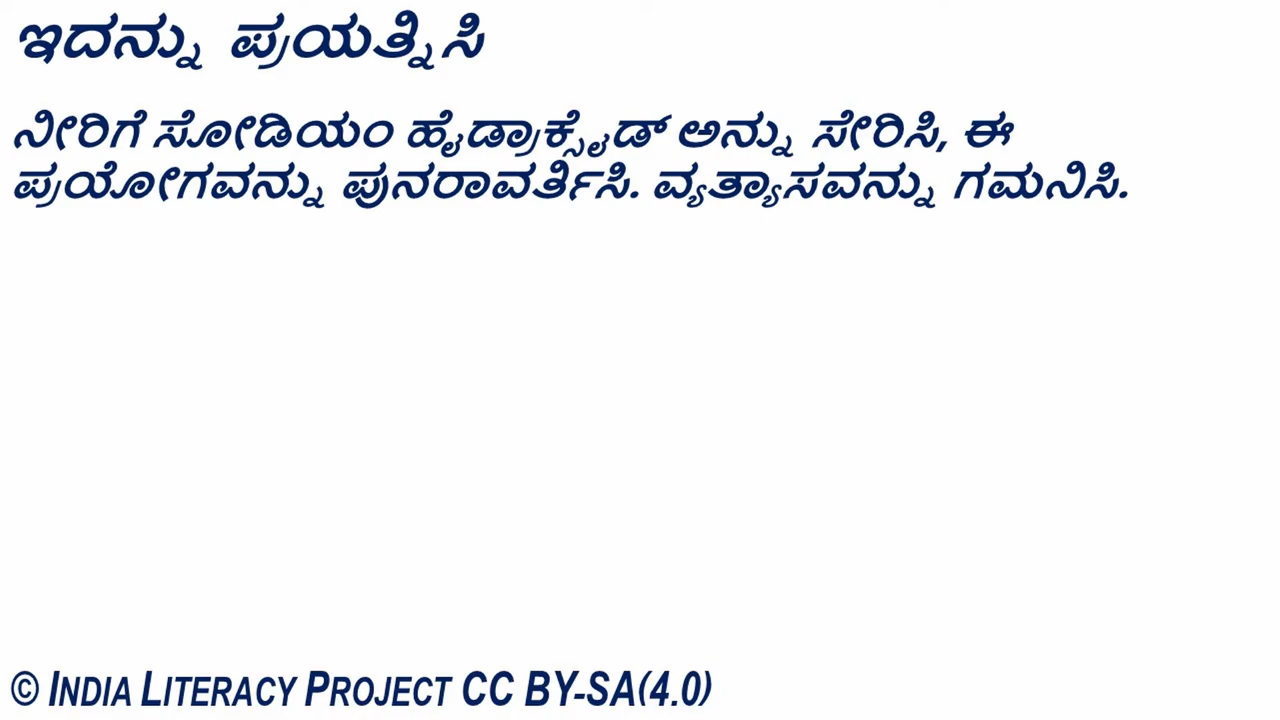 ಇದನ್ನು ಪ್ರಯತ್ನಿಸಿ
ನೀರಿಗೆ ಸೋಡಿಯಂ ಹೈಡ್ರಾಕ್ಸೈಡ್ ಅನ್ನು ಸೇರಿಸಿ, ಈ
ಪ್ರಯೋಗವನ್ನು ಪುನರಾವರ್ತಿಸಿ. ವ್ಯತ್ಯಾಸವನ್ನು ಗಮನಿಸಿ.
© INDIA LITERACY PROJECT CC BY-SA(4.0)